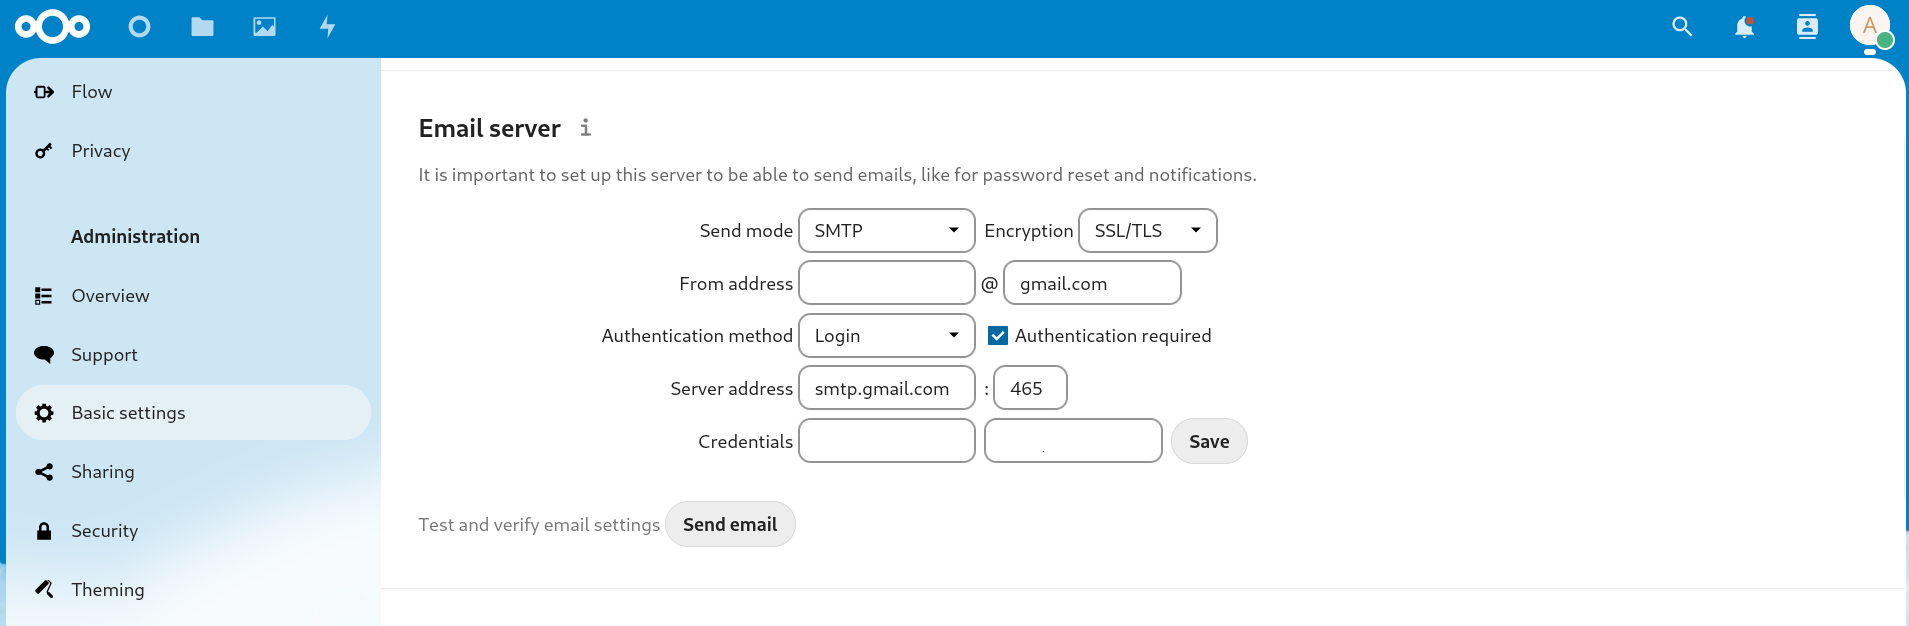 A
Flow
Privacy
Administration
Overview
Support
Basic settings
Sharing
Security
Theming
Email server
It is important to set up this server to be able to send emails, like for password reset and notifications.
Send mode SMTP Encryption SSL/TLS
From address @ gmail.com
Authentication method Login Authentication required
Server address smtp.gmail.com : 465
Credentials Save
Test and verify email settings Send email